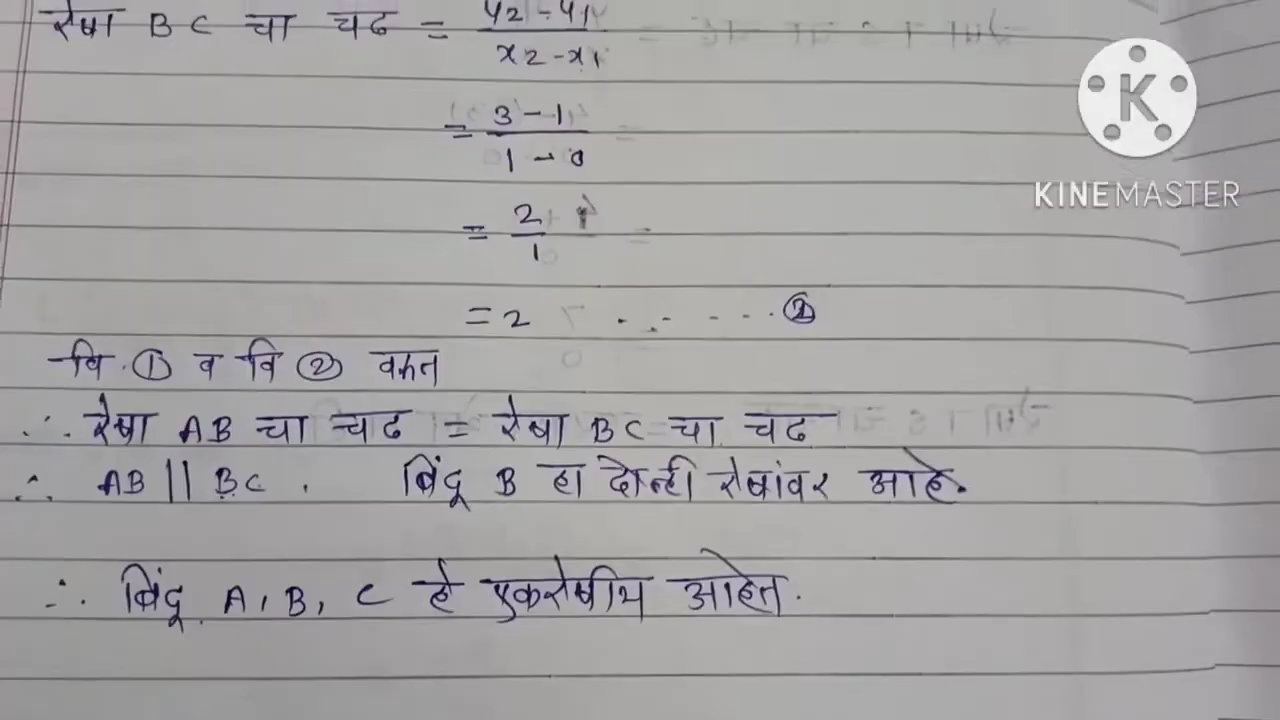 रेषा BC चा चढ = y2 - y1 / x2 - x1
= 3 - 1 / 1 - 0
= 2 / 1
= 2 . . . . . . . ②
वि. ① व वि ② वरून
∴ रेषा AB चा चढ = रेषा BC चा चढ
∴ AB || BC . बिंदू B हा दोन्ही रेषांवर आहे.
∴ बिंदू A, B, C हे एकरेषीय आहेत.
K
KINEMASTER